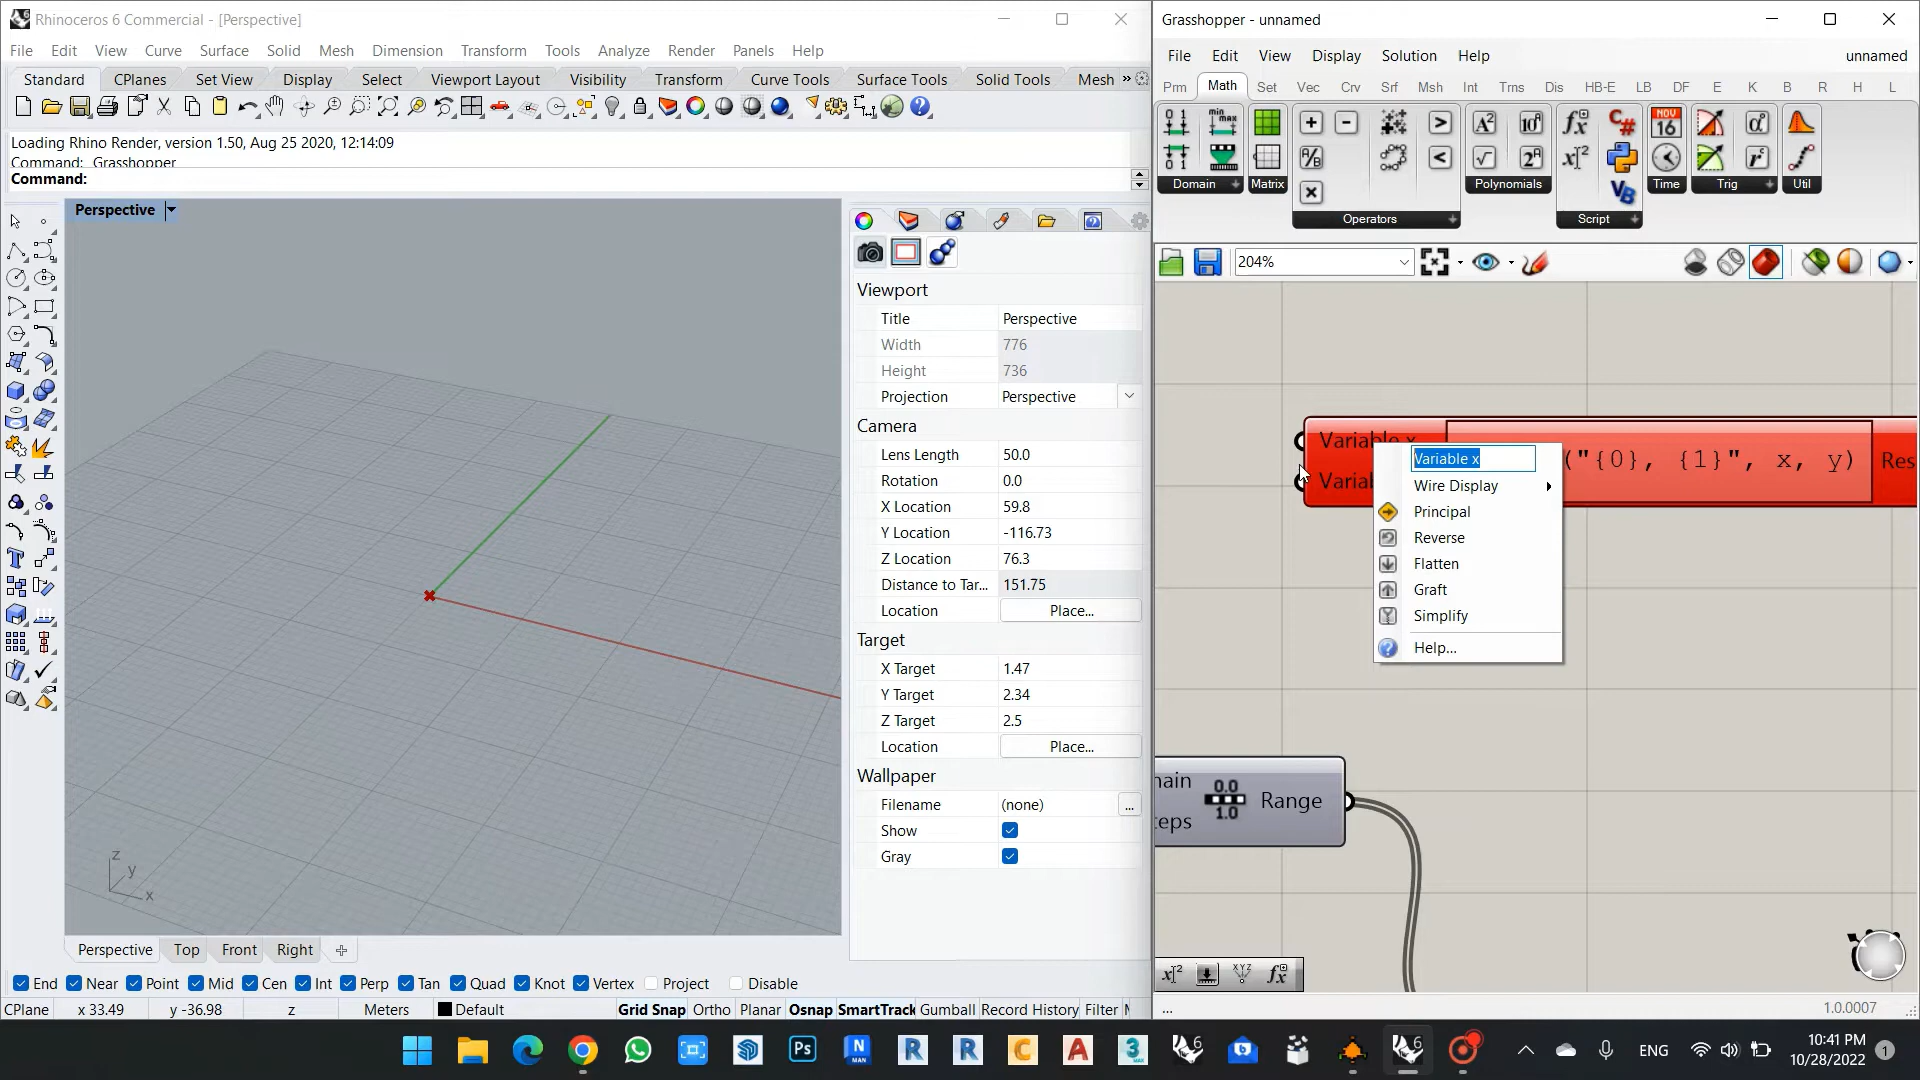 Rhinoceros 6 Commercial - [Perspective]
File Edit View Curve Surface Solid Mesh Dimension Transform Tools Analyze Render Panels Help
Standard CPlanes Set View Display Select Viewport Layout Visibility Transform Curve Tools Surface Tools Solid Tools Mesh »
Loading Rhino Render, version 1.50, Aug 25 2020, 12:14:09
Command: _Grasshopper
Command:
Perspective
Viewport
Title Perspective
Width 776
Height 736
Projection Perspective
Camera
Lens Length 50.0
Rotation 0.0
X Location 59.8
Y Location -116.73
Z Location 76.3
Distance to Tar... 151.75
Location Place...
Target
X Target 1.47
Y Target 2.34
Z Target 2.5
Location Place...
Wallpaper
Filename (none) ...
Show
Gray
z
y
x
Perspective Top Front Right
End Near Point Mid Cen Int Perp Tan Quad Knot Vertex Project Disable
CPlane x 33.49 y -36.98 z Meters Default Grid Snap Ortho Planar Osnap SmartTrack Gumball Record History Filter
Grasshopper - unnamed
File Edit View Display Solution Help unnamed
Prm Math Set Vec Crv Srf Msh Int Trns Dis HB-E LB DF E K B R H L
Domain Matrix Operators Polynomials Script Time Trig Util
204%
Variable x
Varial
("{0}, {1}", x, y) Res
Variable x
Wire Display
Principal
Reverse
Flatten
Graft
Simplify
Help...
nain
teps
0.0
1.0
Range
...
1.0.0007
ENG
10:41 PM
10/28/2022
1